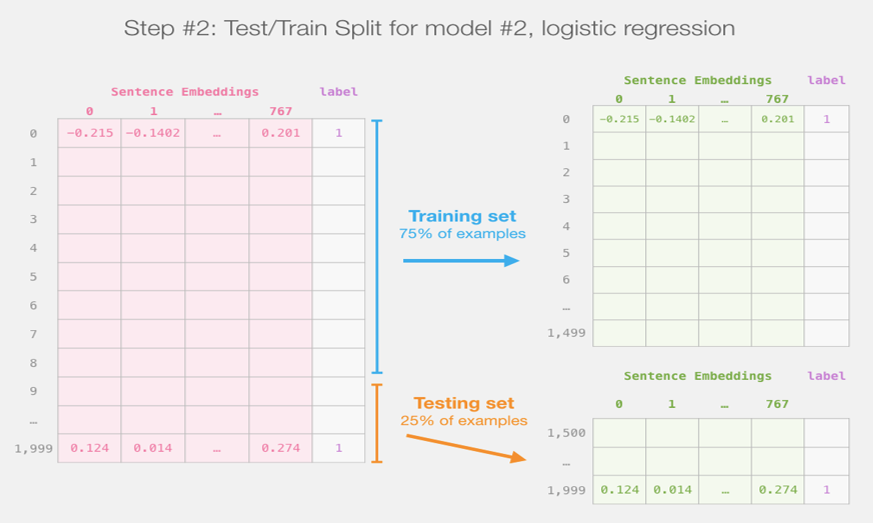 Step #2: Test/Train Split for model #2, logistic regression
Sentence Embeddings label
0 1 … 767
0 -0.215 -0.1402 … 0.201 1
1
2
3
4
5
6
7
8
9
…
1,999 0.124 0.014 … 0.274 1
Training set
75% of examples
Testing set
25% of examples
Sentence Embeddings label
0 1 … 767
0 -0.215 -0.1402 … 0.201 1
1
2
3
4
5
6
…
1,499
Sentence Embeddings label
0 1 … 767
1,500
…
1,999 0.124 0.014 … 0.274 1